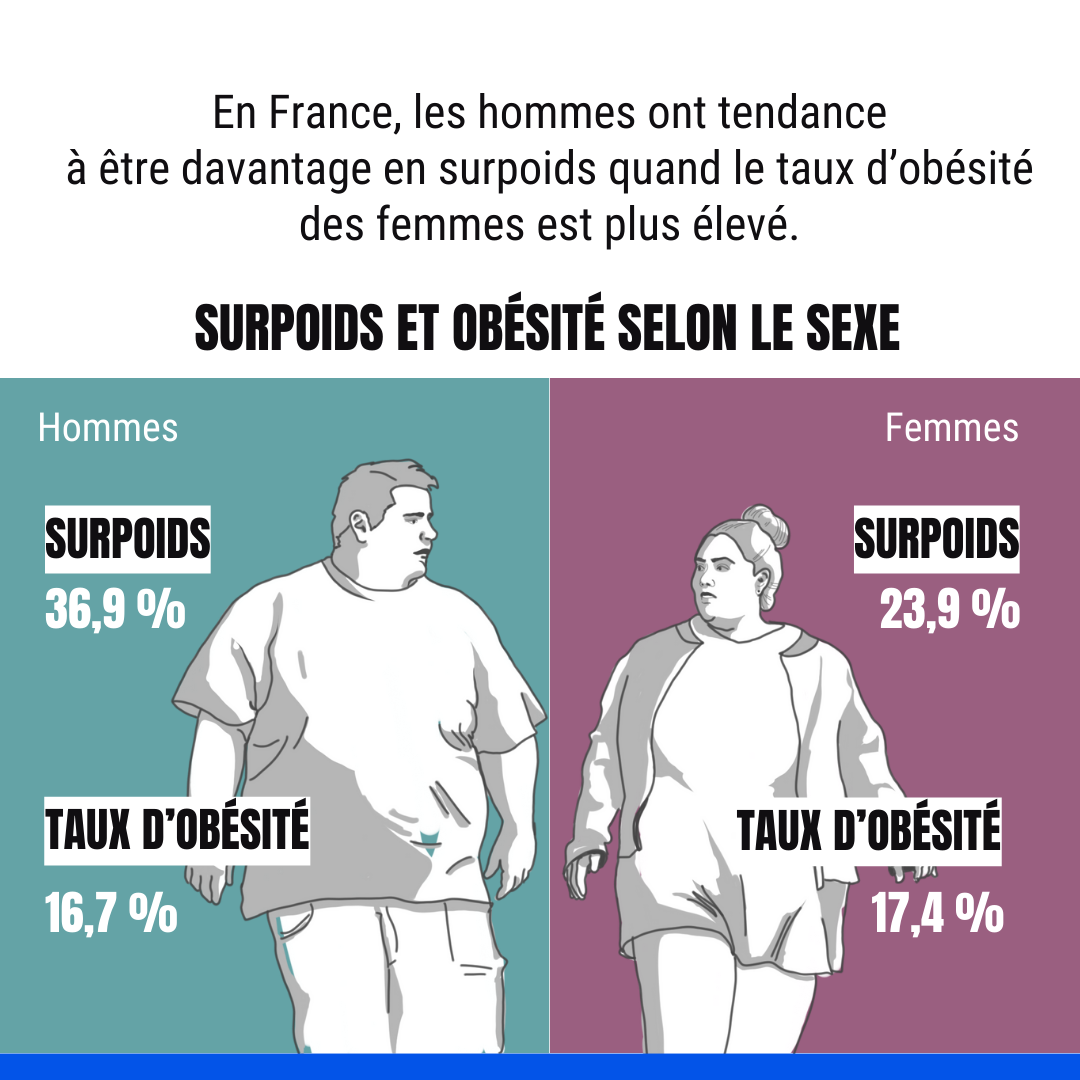 En France, les hommes ont tendance
à être davantage en surpoids quand le taux d’obésité
des femmes est plus élevé.
SURPOIDS ET OBÉSITÉ SELON LE SEXE
Hommes
SURPOIDS
36,9 %
TAUX D’OBÉSITÉ
16,7 %
Femmes
SURPOIDS
23,9 %
TAUX D’OBÉSITÉ
17,4 %